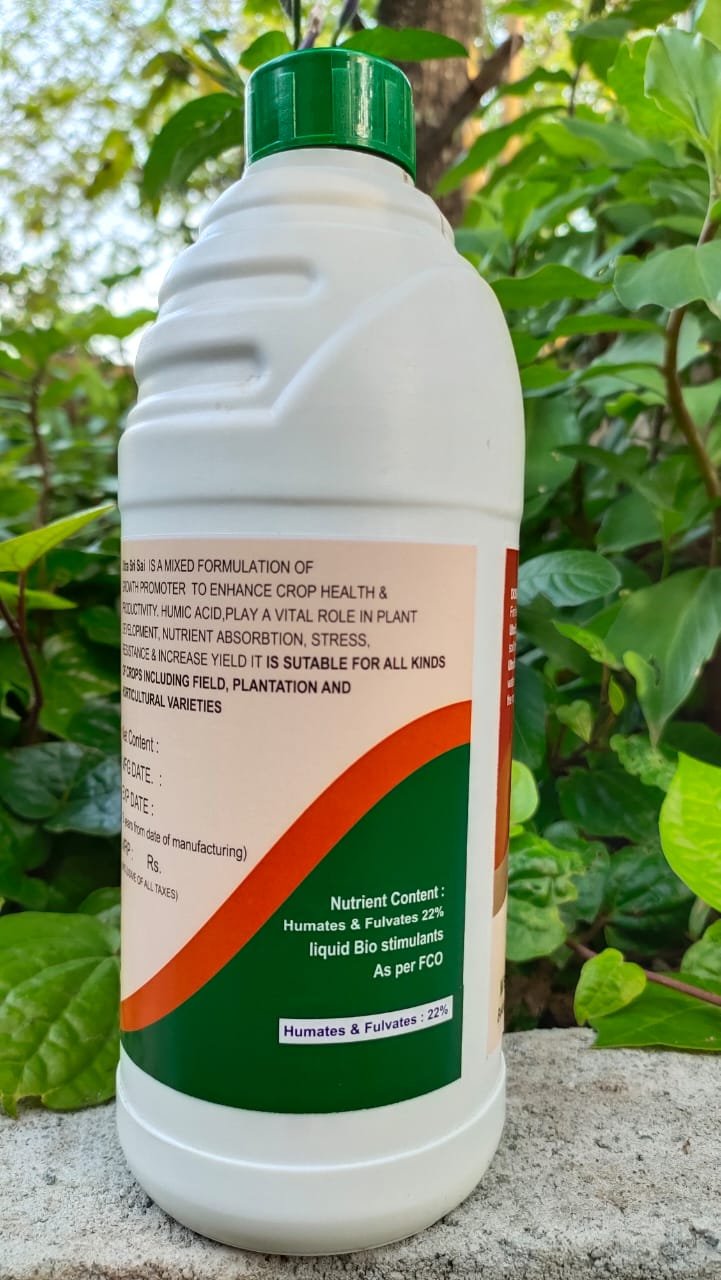 Sri Sai IS A MIXED FORMULATION OF
GROWTH PROMOTER TO ENHANCE CROP HEALTH &
PRODUCTIVITY. HUMIC ACID,PLAY A VITAL ROLE IN PLANT
DEVELOPMENT, NUTRIENT ABSORBTION, STRESS,
RESISTANCE & INCREASE YIELD IT IS SUTABLE FOR ALL KINDS
OF CROPS INCLUDING FIELD, PLANTATION AND
HORTICULTURAL VARIETIES
Net Content :
MFG DATE. :
EXP DATE :
years from date of manufacturing)
MRP : Rs.
(INCLUSIVE OF ALL TAXES)
Nutrient Content :
Humates & Fulvates 22%
liquid Bio stimulants
As per FCO
Humates & Fulvates : 22%